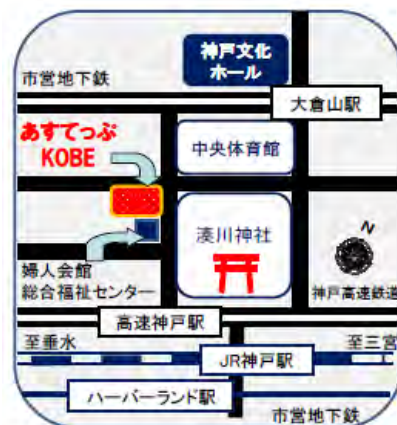 神戸文化
ホール
市営地下鉄
大倉山駅
あすてっぷ
KOBE
中央体育館
湊川神社
N
婦人会館
総合福祉センター
神戸高速鉄道
高速神戸駅
至垂水
至三宮
JR神戸駅
ハーバーランド駅
市営地下鉄